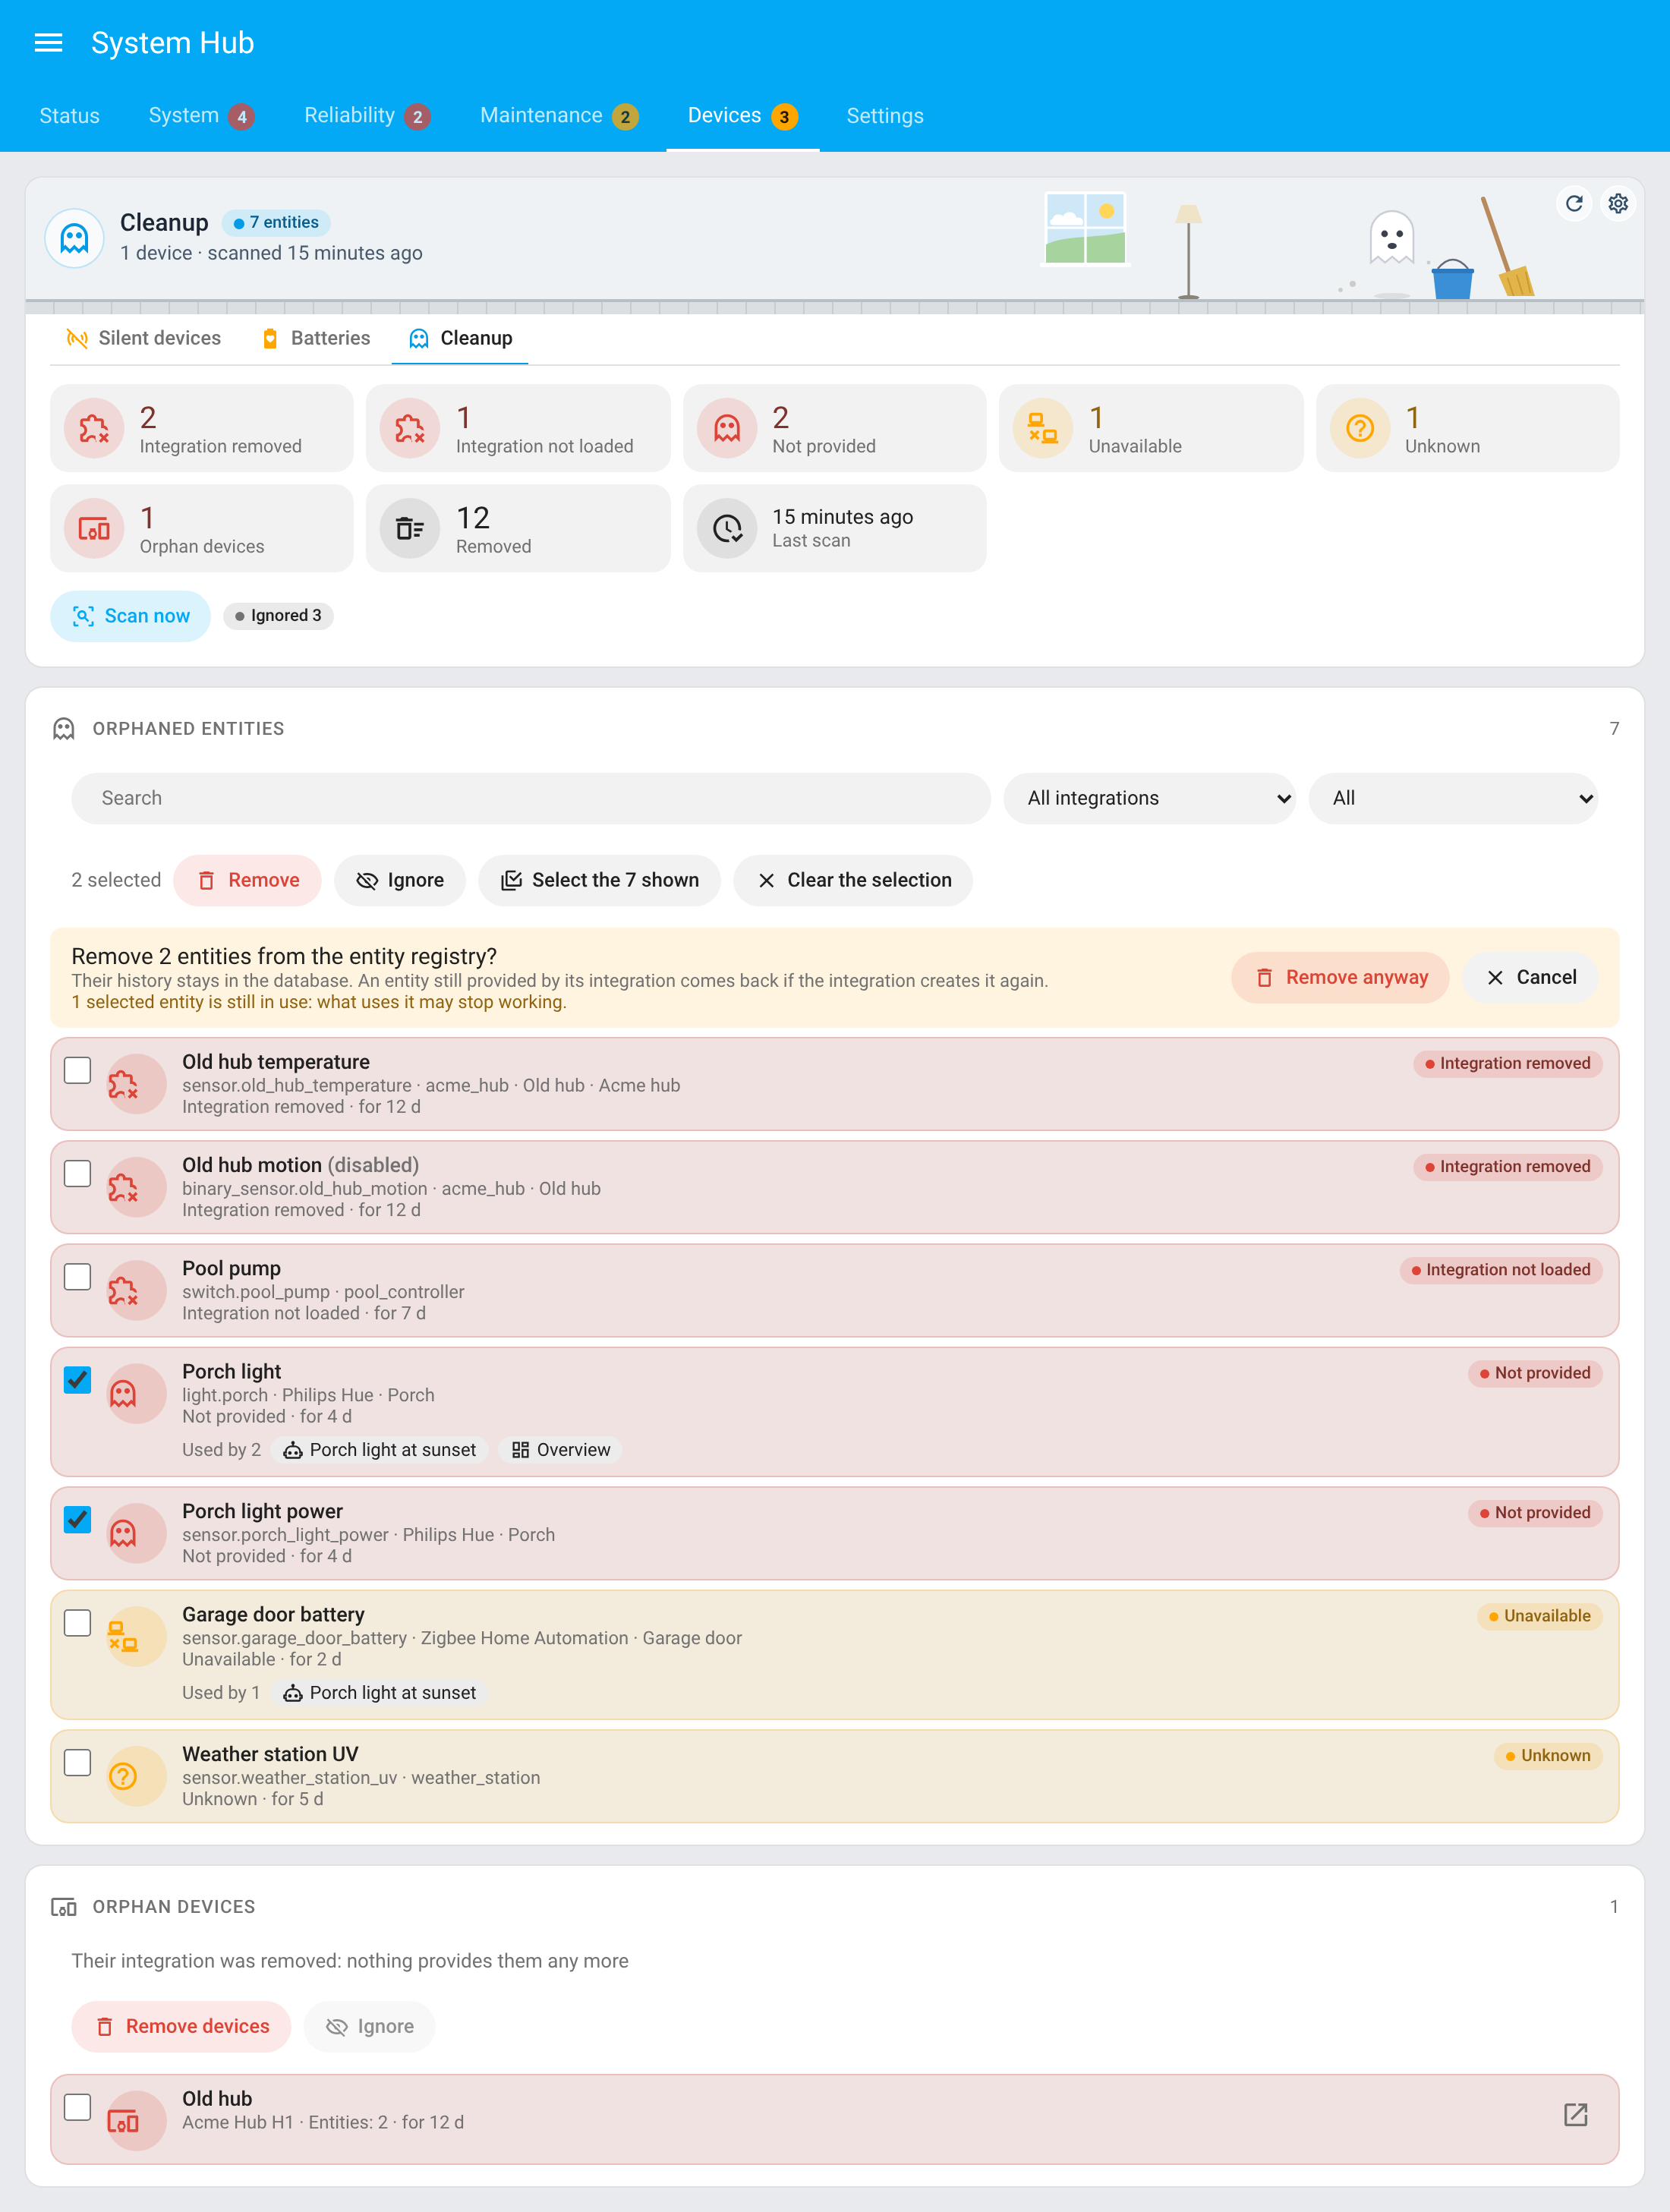 System Hub
Status
System 4
Reliability 2
Maintenance 2
Devices 3
Settings
Cleanup
7 entities
1 device · scanned 15 minutes ago
Silent devices
Batteries
Cleanup
2
Integration removed
1
Integration not loaded
2
Not provided
1
Unavailable
1
Unknown
1
Orphan devices
12
Removed
15 minutes ago
Last scan
Scan now
Ignored 3
ORPHANED ENTITIES
7
Search
All integrations
All
2 selected
Remove
Ignore
Select the 7 shown
Clear the selection
Remove 2 entities from the entity registry?
Their history stays in the database. An entity still provided by its integration comes back if the integration creates it again.
1 selected entity is still in use: what uses it may stop working.
Remove anyway
Cancel
Old hub temperature
sensor.old_hub_temperature · acme_hub · Old hub · Acme hub
Integration removed · for 12 d
Integration removed
Old hub motion (disabled)
binary_sensor.old_hub_motion · acme_hub · Old hub
Integration removed · for 12 d
Integration removed
Pool pump
switch.pool_pump · pool_controller
Integration not loaded · for 7 d
Integration not loaded
Porch light
light.porch · Philips Hue · Porch
Not provided · for 4 d
Used by 2
Porch light at sunset
Overview
Not provided
Porch light power
sensor.porch_light_power · Philips Hue · Porch
Not provided · for 4 d
Not provided
Garage door battery
sensor.garage_door_battery · Zigbee Home Automation · Garage door
Unavailable · for 2 d
Used by 1
Porch light at sunset
Unavailable
Weather station UV
sensor.weather_station_uv · weather_station
Unknown · for 5 d
Unknown
ORPHAN DEVICES
1
Their integration was removed: nothing provides them any more
Remove devices
Ignore
Old hub
Acme Hub H1 · Entities: 2 · for 12 d